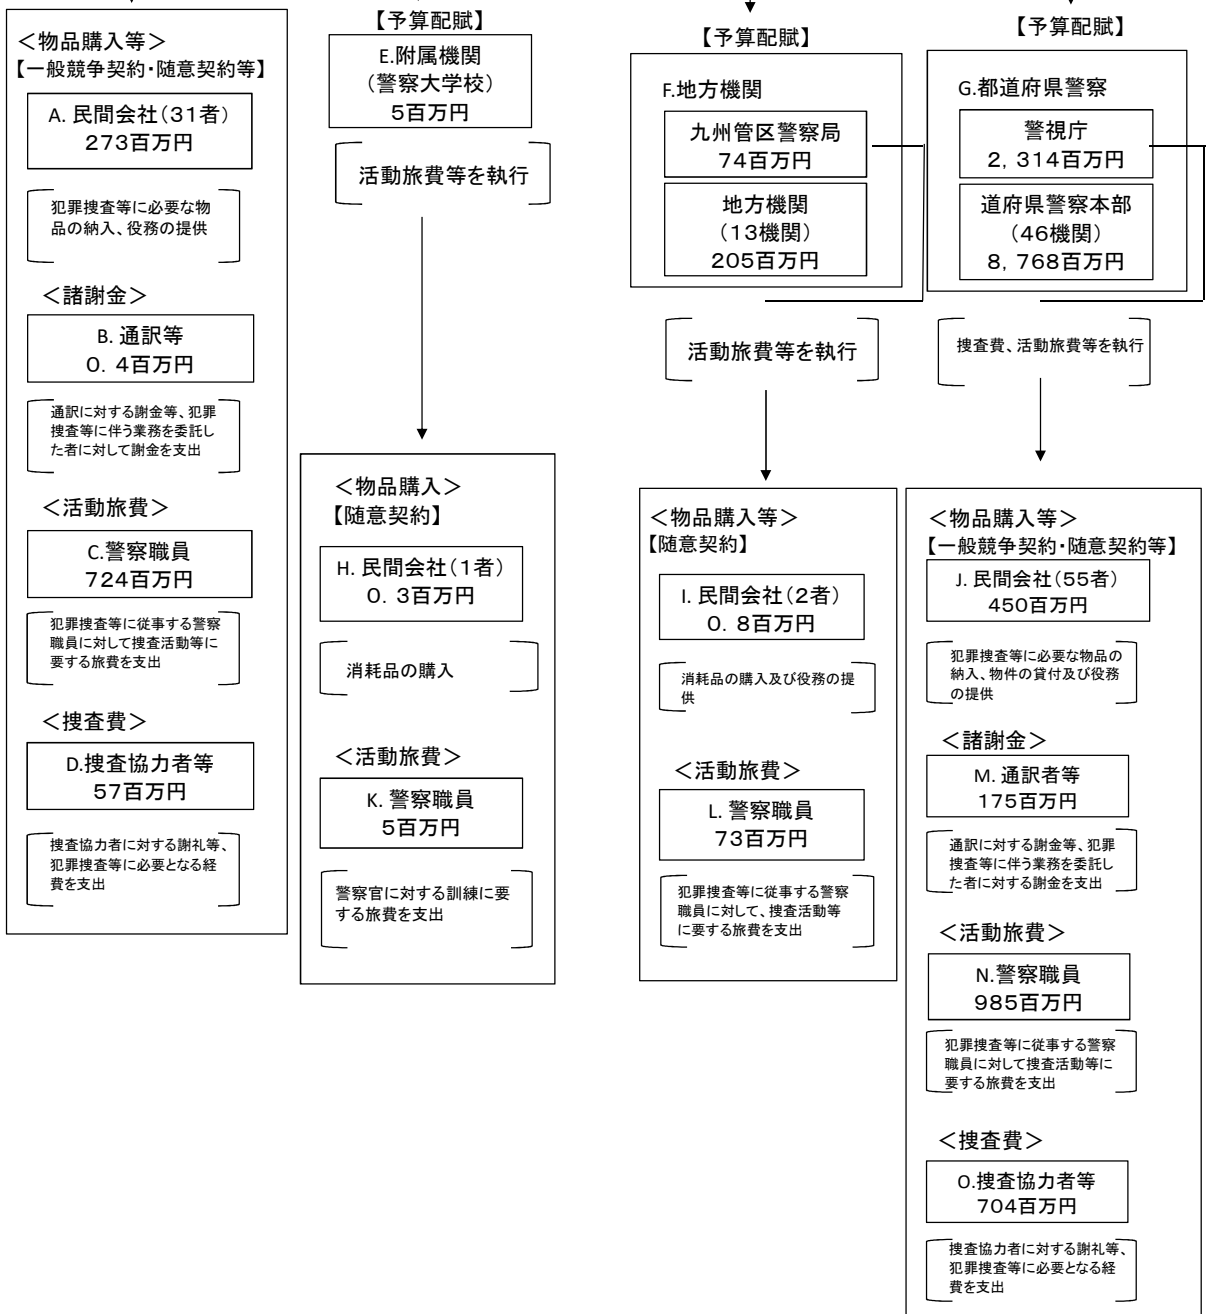 ＜物品購入等＞
【一般競争契約・随意契約等】
A. 民間会社（３１者）
２７３百万円
犯罪捜査等に必要な物
品の納入、役務の提供
＜諸謝金＞
B. 通訳等
０．４百万円
通訳に対する謝金等、犯罪
捜査等に伴う業務を委託し
た者に対して謝金を支出
＜活動旅費＞
C.警察職員
７２４百万円
犯罪捜査等に従事する警察
職員に対して捜査活動等に
要する旅費を支出
＜捜査費＞
D.捜査協力者等
５７百万円
捜査協力者に対する謝礼等、
犯罪捜査等に必要となる経
費を支出
【予算配賦】
E.附属機関
（警察大学校）
５百万円
活動旅費等を執行
＜物品購入＞
【随意契約】
H. 民間会社（１者）
０．３百万円
消耗品の購入
＜活動旅費＞
K. 警察職員
５百万円
警察官に対する訓練に要
する旅費を支出
【予算配賦】
F.地方機関
九州管区警察局
７４百万円
地方機関
（１３機関）
２０５百万円
活動旅費等を執行
＜物品購入等＞
【随意契約】
I. 民間会社（２者）
０．８百万円
消耗品の購入及び役務の提
供
＜活動旅費＞
L. 警察職員
７３百万円
犯罪捜査等に従事する警察
職員に対して、捜査活動等
に要する旅費を支出
【予算配賦】
G.都道府県警察
警視庁
２，３１４百万円
道府県警察本部
（４６機関）
８，７６８百万円
捜査費、活動旅費等を執行
＜物品購入等＞
【一般競争契約・随意契約等】
J. 民間会社（５５者）
４５０百万円
犯罪捜査等に必要な物品の
納入、物件の貸付及び役務
の提供
＜諸謝金＞
M. 通訳者等
１７５百万円
通訳に対する謝金等、犯罪
捜査等に伴う業務を委託し
た者に対する謝金を支出
＜活動旅費＞
N.警察職員
９８５百万円
犯罪捜査等に従事する警察
職員に対して捜査活動等に
要する旅費を支出
＜捜査費＞
O.捜査協力者等
７０４百万円
捜査協力者に対する謝礼等、
犯罪捜査等に必要となる経
費を支出